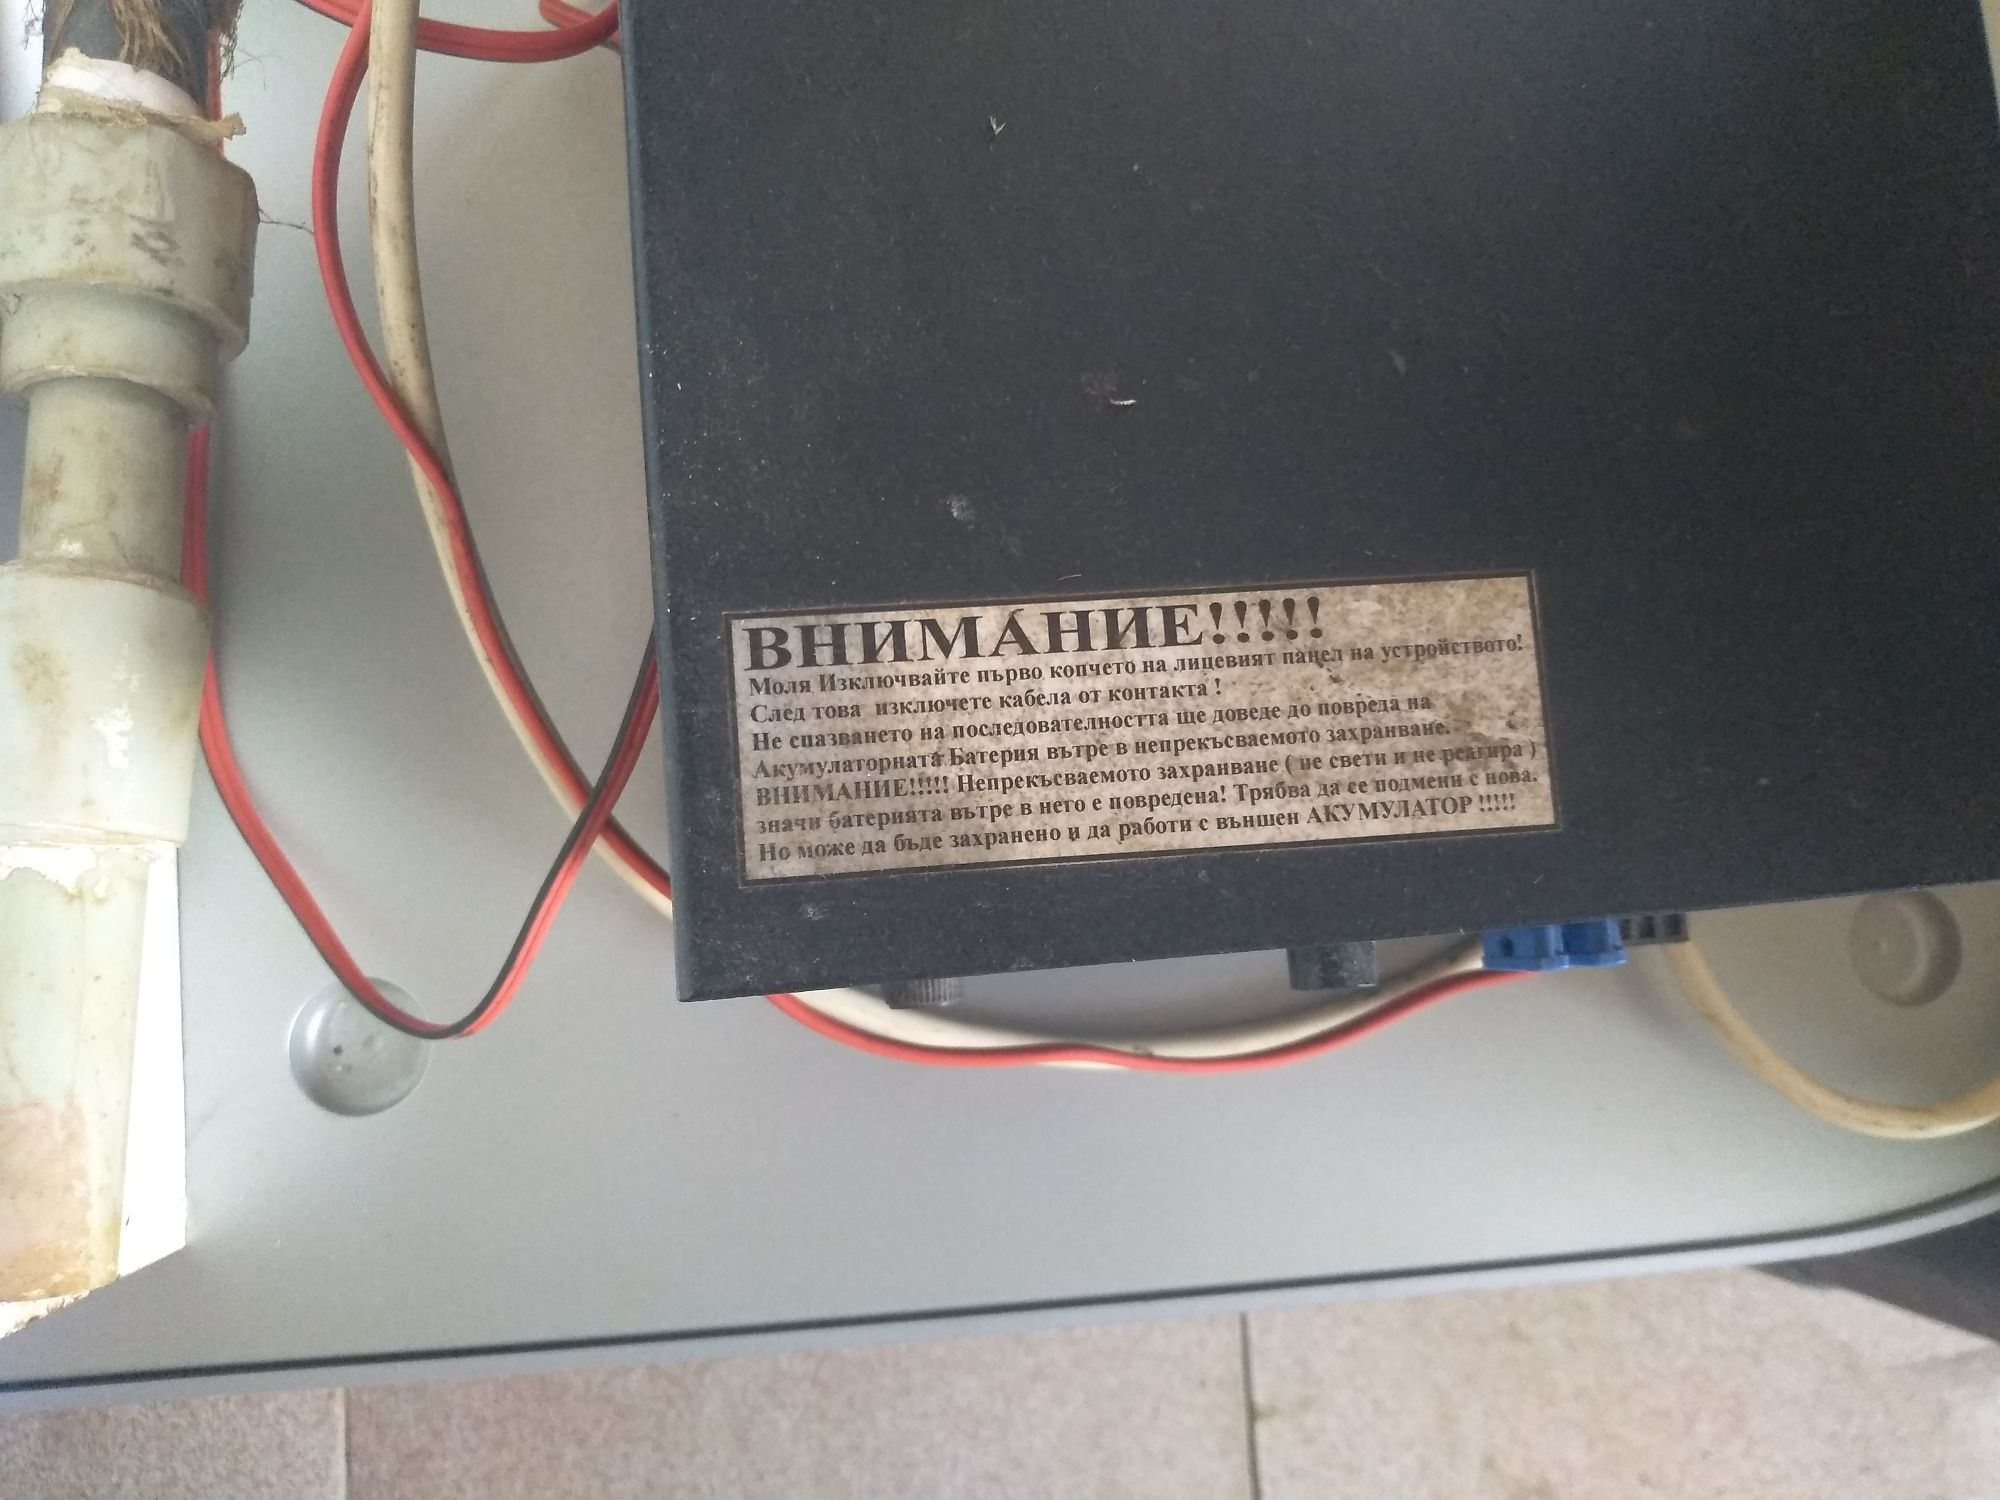 ВНИМАНИЕ!!!!!
Моля Изключвайте първо копчето на лицевият панел на устройството!
След това изключете кабела от контакта !
Не спазването на последователността ще доведе до повреда на
Акумулаторната Батерия вътре в непрекъсваемото захранване.
ВНИМАНИЕ!!!!! Непрекъсваемото захранване ( не свети и не реагира )
значи батерията вътре в него е повредена! Трябва да се подмени с нова.
Но може да бъде захранено и да работи с външен АКУМУЛАТОР !!!!!